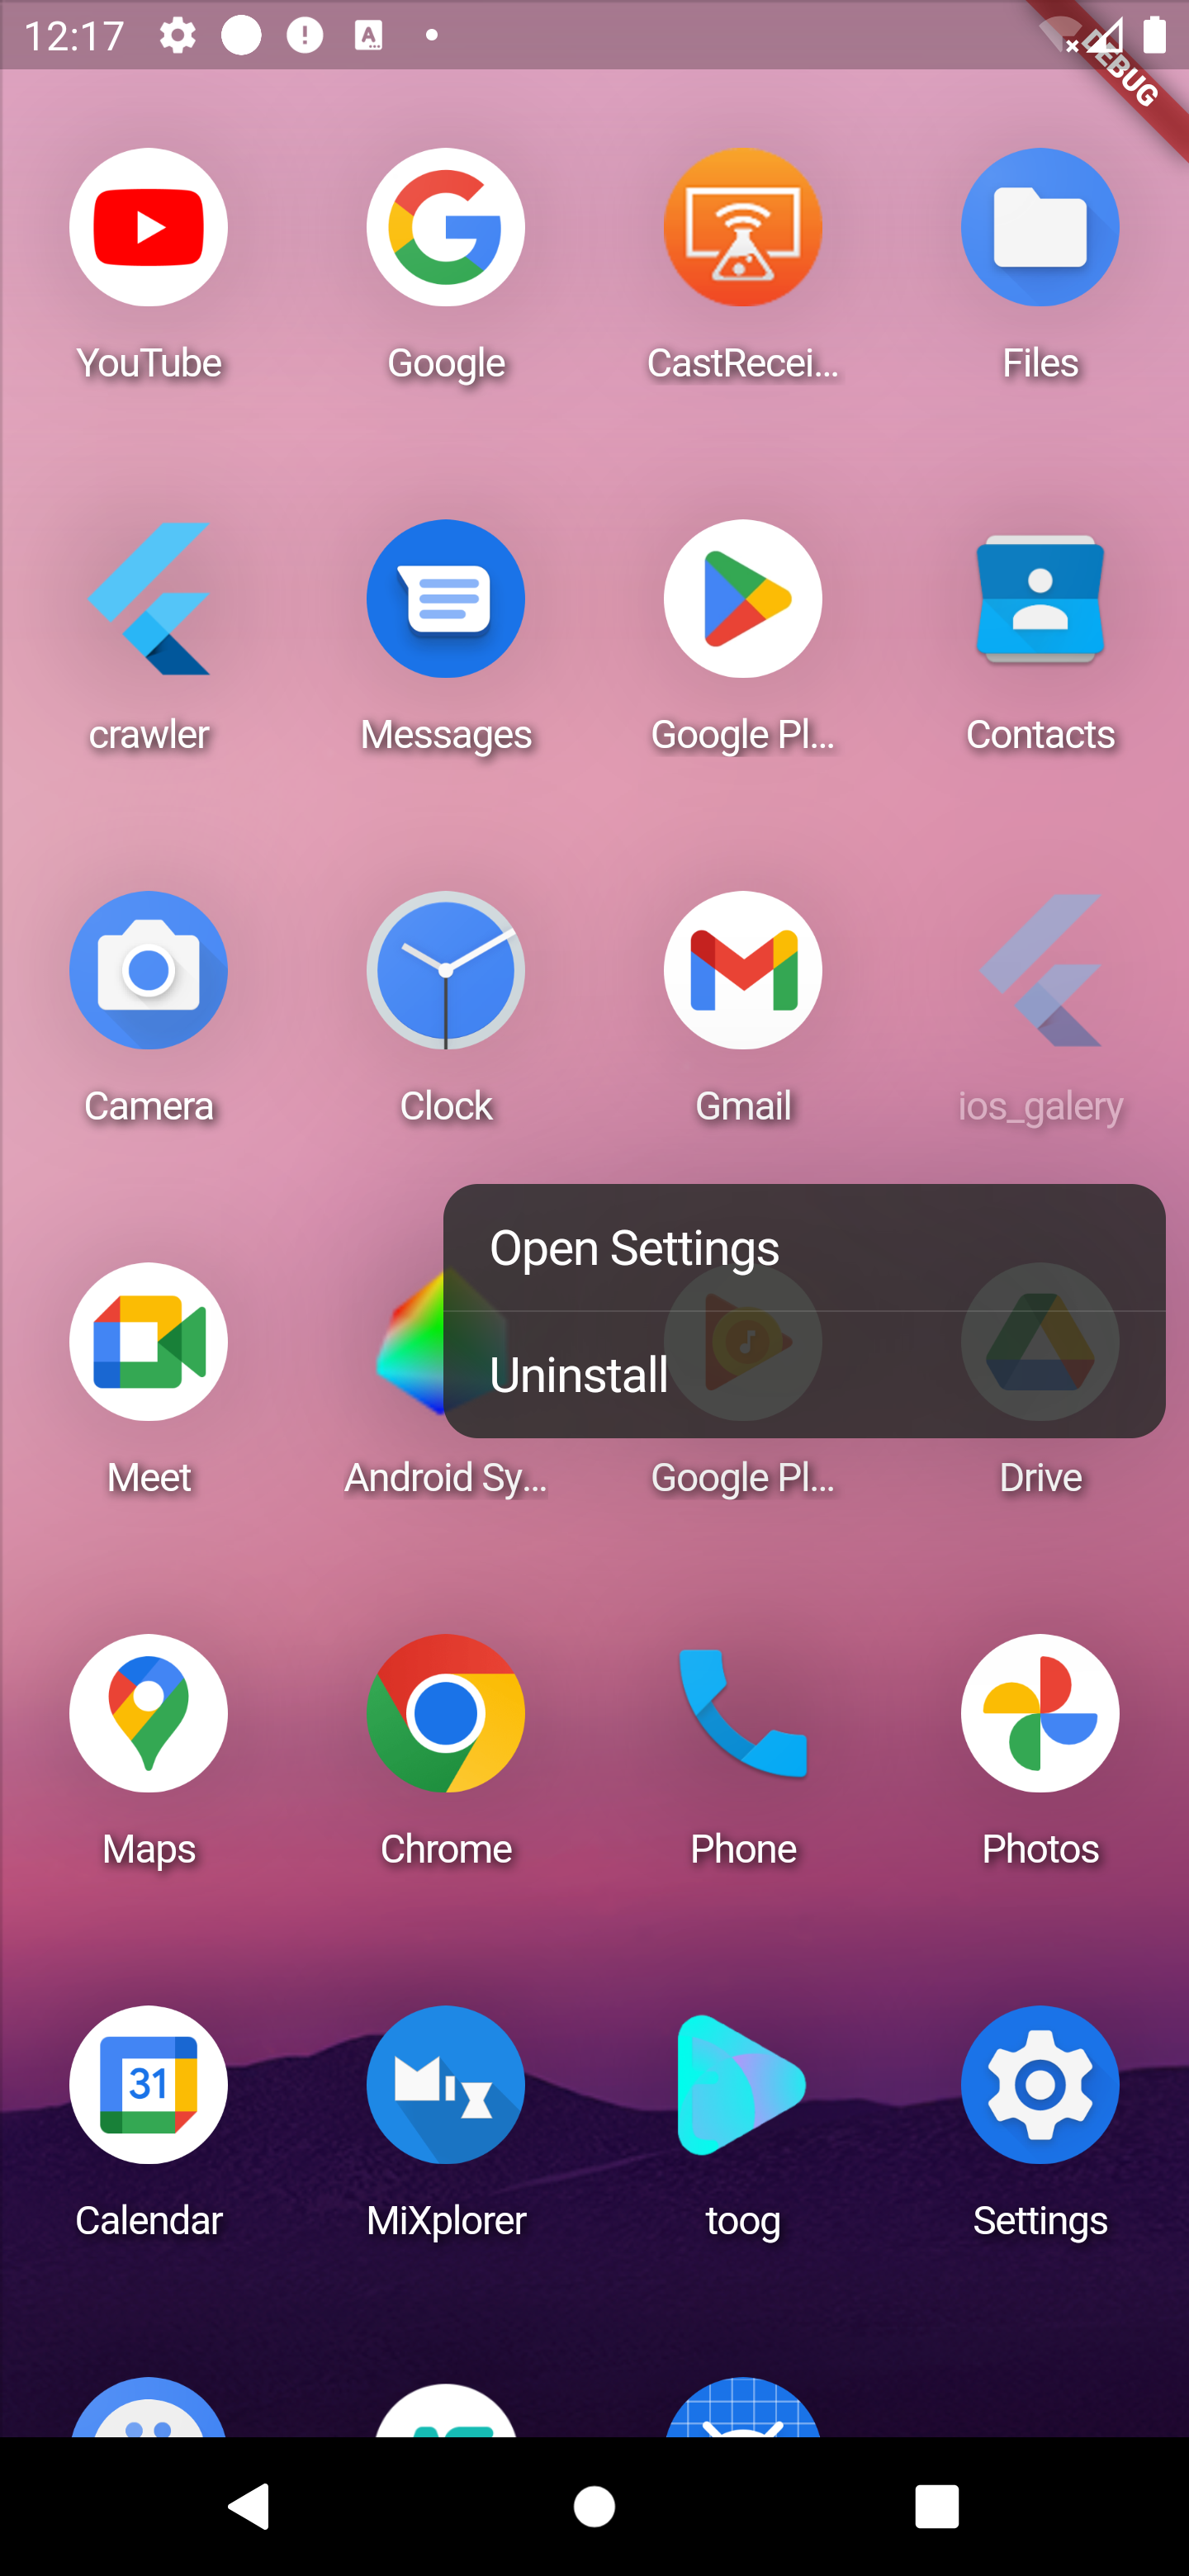 12:17
DEBUG
YouTube
Google
CastRecei...
Files
crawler
Messages
Google Pl...
Contacts
Camera
Clock
Gmail
ios_galery
Open Settings
Uninstall
Meet
Android Sy...
Google Pl...
Drive
Maps
Chrome
Phone
Photos
31
Calendar
MiXplorer
toog
Settings